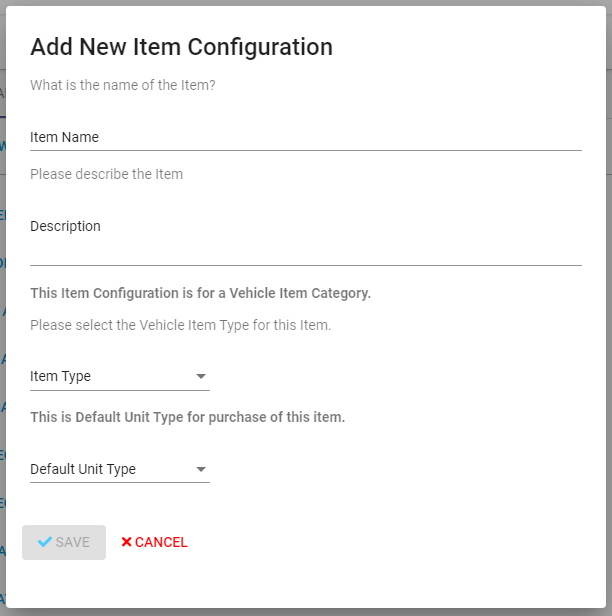 Add New Item Configuration
What is the name of the Item?
Item Name
Please describe the Item
Description
This Item Configuration is for a Vehicle Item Category.
Please select the Vehicle Item Type for this Item.
Item Type
This is Default Unit Type for purchase of this item.
Default Unit Type
SAVE CANCEL